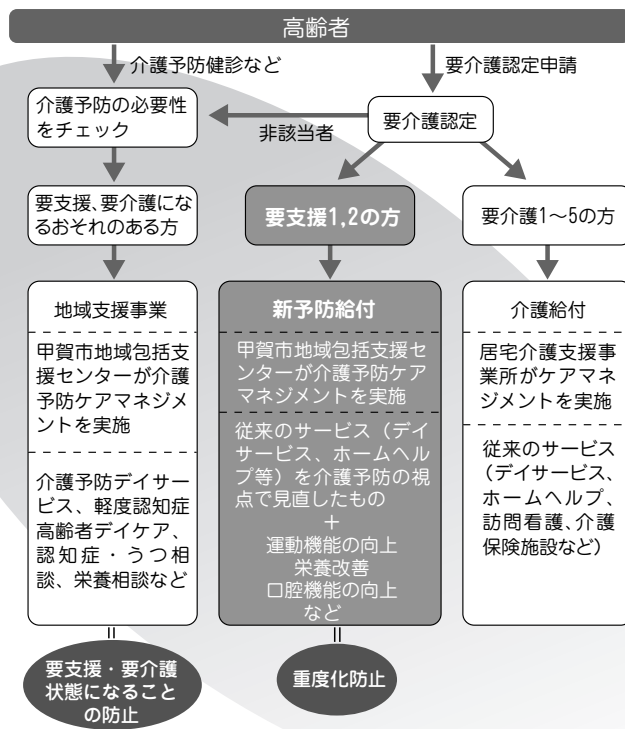 高齢者
介護予防健診など
要介護認定申請
介護予防の必要性
をチェック
非該当者
要介護認定
要支援、要介護にな
るおそれのある方
要支援1,2の方
要介護1〜5の方
地域支援事業
甲賀市地域包括支
援センターが介護
予防ケアマネジメ
ントを実施
介護予防デイサー
ビス、軽度認知症
高齢者デイケア、
認知症・うつ相
談、栄養相談など
新予防給付
甲賀市地域包括支援セ
ンターが介護予防ケア
マネジメントを実施
従来のサービス（デイ
サービス、ホームヘル
プ等）を介護予防の視
点で見直したもの
＋
運動機能の向上
栄養改善
口腔機能の向上
など
介護給付
居宅介護支援事
業所がケアマネ
ジメントを実施
従来のサービス
（デイサービス、
ホームヘルプ、
訪問看護、介護
保険施設など）
要支援・要介護
状態になること
の防止
重度化防止